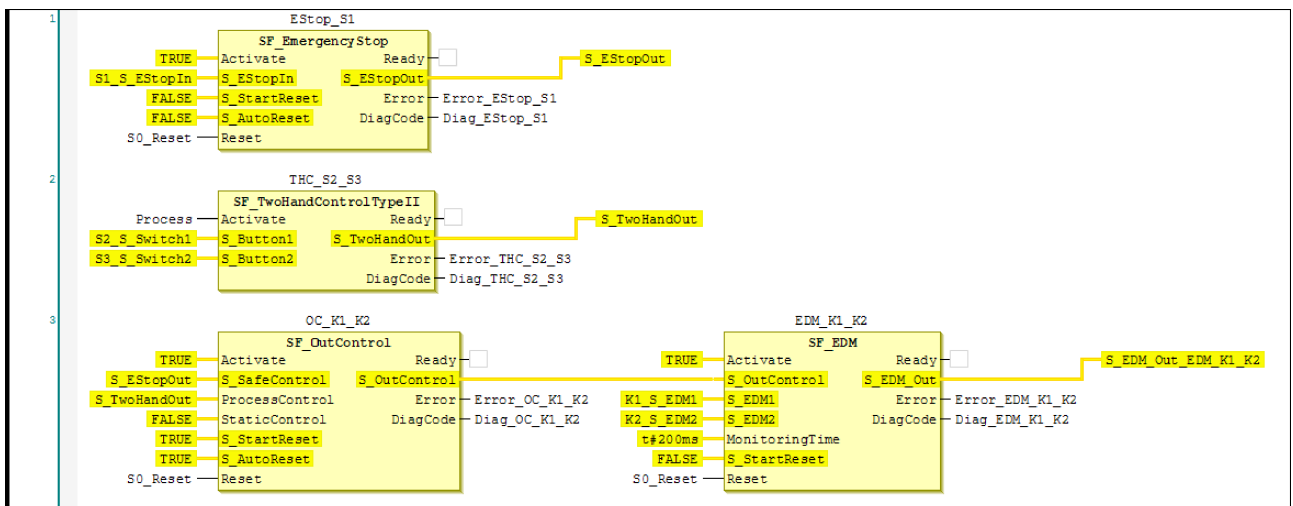 1
EStop_S1
SF_EmergencyStop
TRUE Activate Ready S_EStopOut
S1_S_EStopIn S_EStopIn S_EStopOut
FALSE S_StartReset Error Error_EStop_S1
FALSE S_AutoReset DiagCode Diag_EStop_S1
S0_Reset Reset
2
THC_S2_S3
SF_TwoHandControlTypeII
Process Activate Ready S_TwoHandOut
S2_S_Switch1 S_Button1 S_TwoHandOut
S3_S_Switch2 S_Button2 Error Error_THC_S2_S3
DiagCode Diag_THC_S2_S3
3
OC_K1_K2 EDM_K1_K2
SF_OutControl SF_EDM
TRUE Activate Ready TRUE Activate Ready S_EDM_Out_EDM_K1_K2
S_EStopOut S_SafeControl S_OutControl S_OutControl S_EDM_Out
S_TwoHandOut ProcessControl Error Error_OC_K1_K2 K1_S_EDM1 S_EDM1 Error Error_EDM_K1_K2
FALSE StaticControl DiagCode Diag_OC_K1_K2 K2_S_EDM2 S_EDM2 DiagCode Diag_EDM_K1_K2
TRUE S_StartReset t#200ms MonitoringTime
TRUE S_AutoReset FALSE S_StartReset
S0_Reset Reset S0_Reset Reset